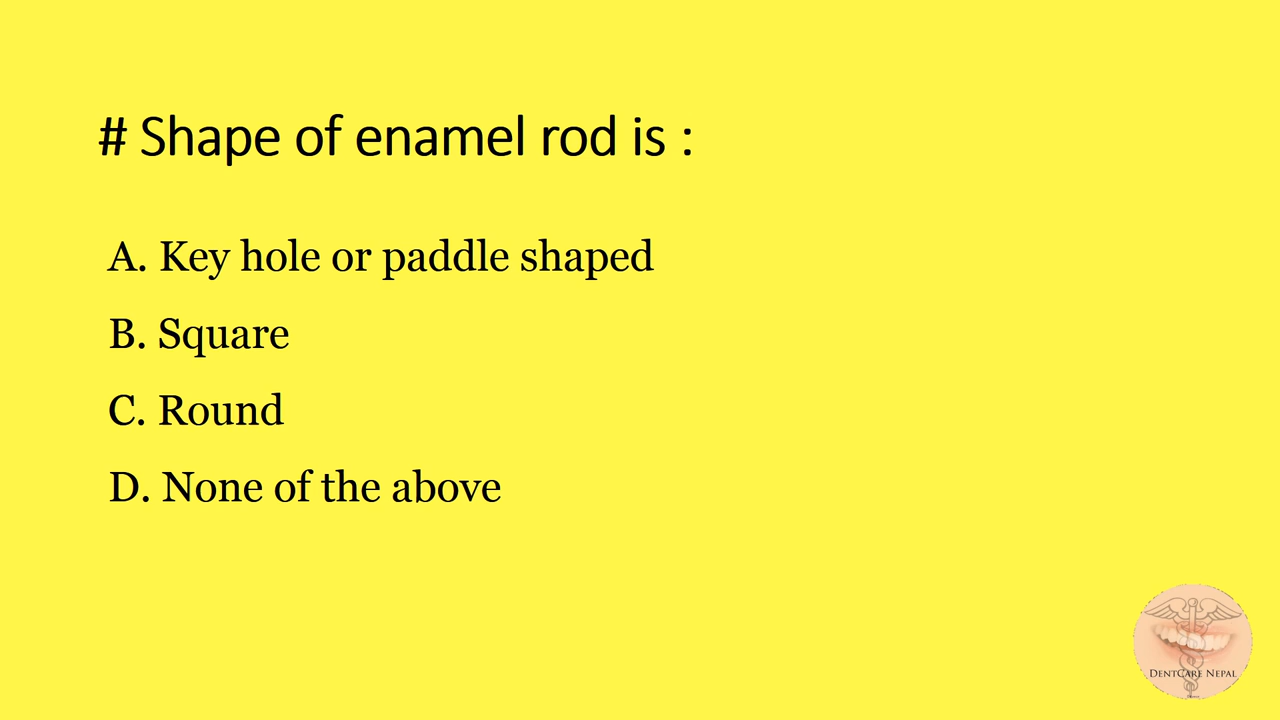 # Shape of enamel rod is :
A. Key hole or paddle shaped
B. Square
C. Round
D. None of the above
DentCare Nepal